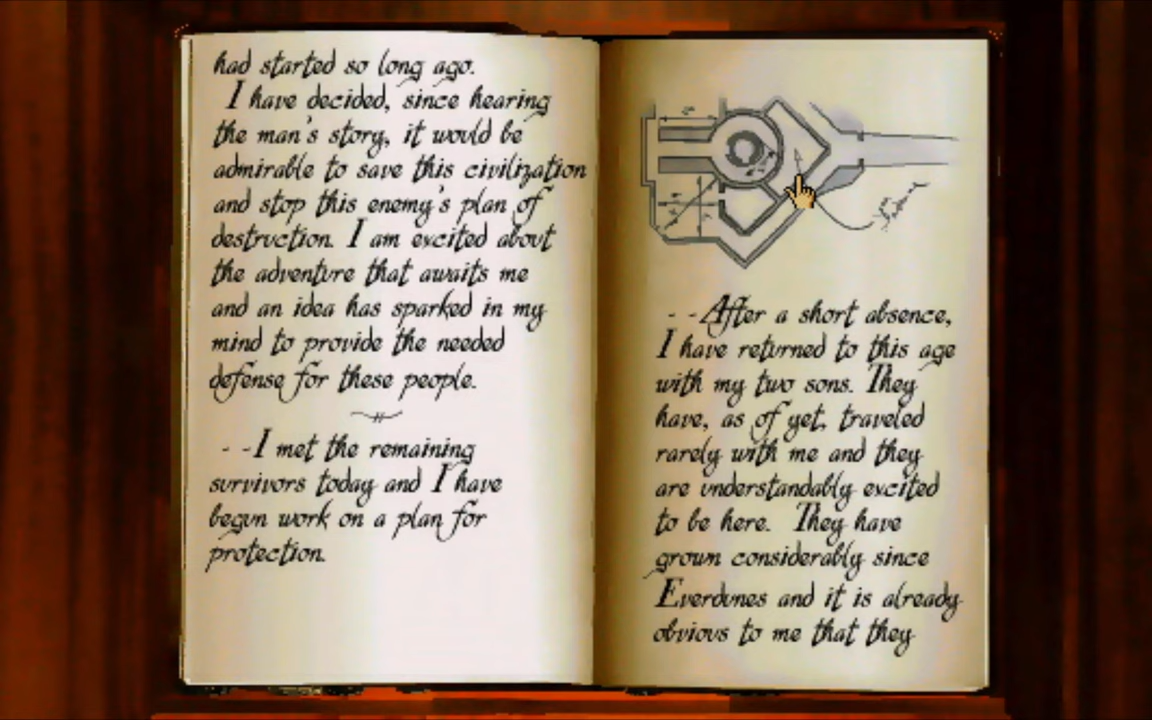 had started so long ago.
I have decided, since hearing
the man's story, it would be
admirable to save this civilization
and stop this enemy's plan of
destruction. I am excited about
the adventure that awaits me
and an idea has sparked in my
mind to provide the needed
defense for these people.
--I met the remaining
survivors today and I have
begun work on a plan for
protection.
--After a short absence,
I have returned to this age
with my two sons. They
have, as of yet, traveled
rarely with me and they
are understandably excited
to be here. They have
grown considerably since
Everdunes and it is already
obvious to me that they